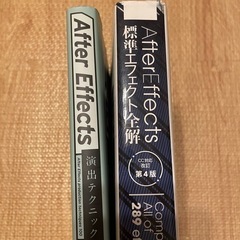 After Effects
演出テクニック
After Effects
標準エフェクト全解
CC対応
改訂
第4版
Comp
All of
289 e